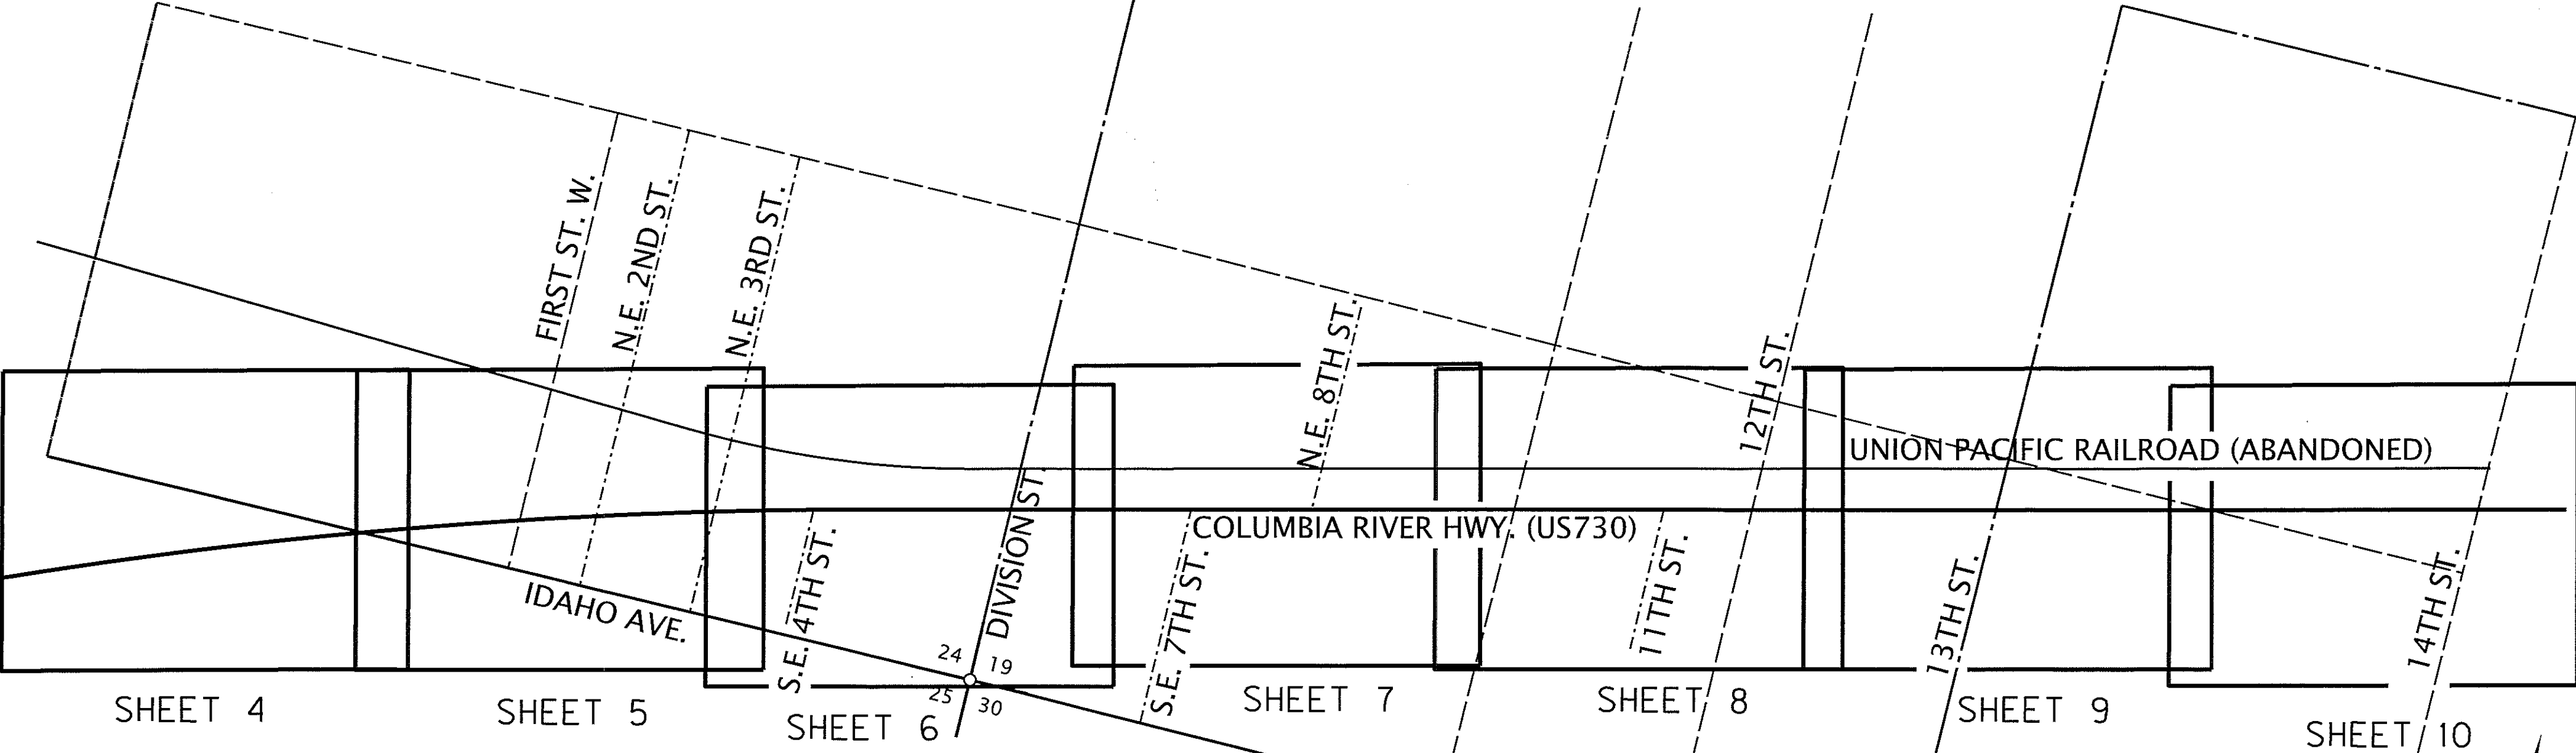 FIRST ST. W.
N.E. 2ND ST.
N.E. 3RD ST.
N.E. 8TH ST.
12TH ST.
UNION PACIFIC RAILROAD (ABANDONED)
COLUMBIA RIVER HWY. (US730)
IDAHO AVE.
S.E. 4TH ST.
DIVISION ST.
S.E. 7TH ST.
11TH ST.
13TH ST.
14TH ST.
24 19
25 30
SHEET 4
SHEET 5
SHEET 6
SHEET 7
SHEET 8
SHEET 9
SHEET 10